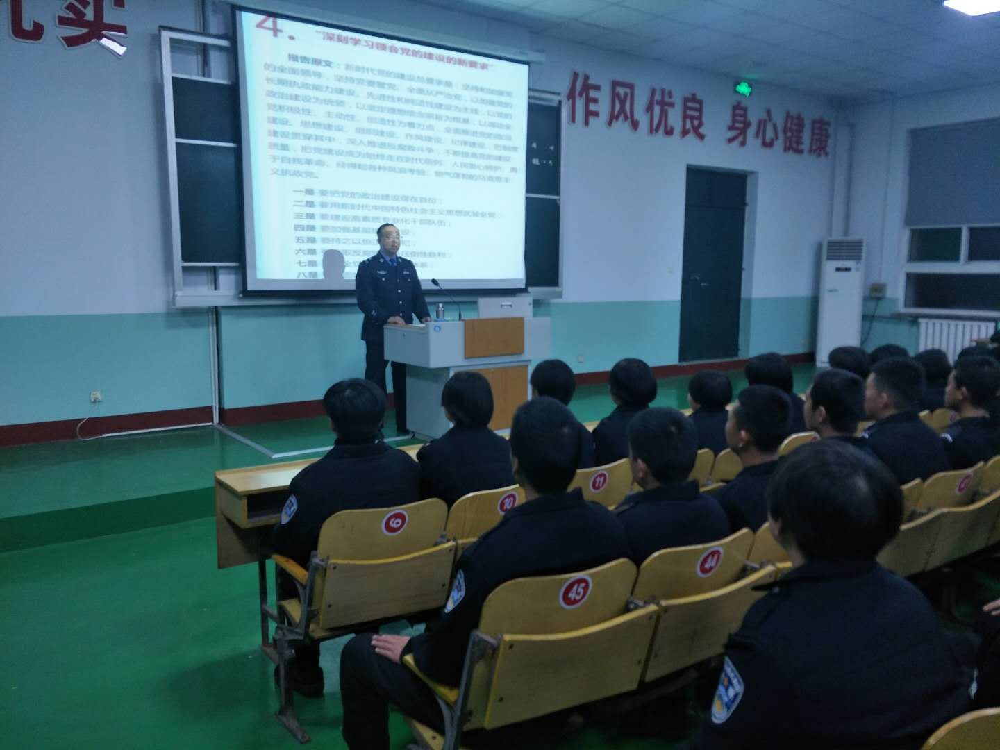 扎实
作风优良 身心健康
4.
“深刻学习领会党的建设的新要求”
报告原文：新时代党的建设总要求是：坚持和加强党
的全面领导，坚持党要管党、全面从严治党，以加强党的
长期执政能力建设、先进性和纯洁性建设为主线，以党的
政治建设为统领，以坚定理想信念宗旨为根基，以调动全
党积极性、主动性、创造性为着力点，全面推进党的政治
建设、思想建设、组织建设、作风建设、纪律建设，把制度
建设贯穿其中，深入推进反腐败斗争，不断提高党的建设
质量，把党建设成为始终走在时代前列、人民衷心拥护、勇
于自我革命、经得起各种风浪考验、朝气蓬勃的马克思主
义执政党。
一是 要把党的政治建设摆在首位；
二是 要用新时代中国特色社会主义思想武装全党；
三是 要建设高素质专业化干部队伍；
四是 要加强基层 建设；
五是 要持之以恒
六是 取反 压倒性胜利；
七是 全党 体系；
八是
6
10
11
45
44